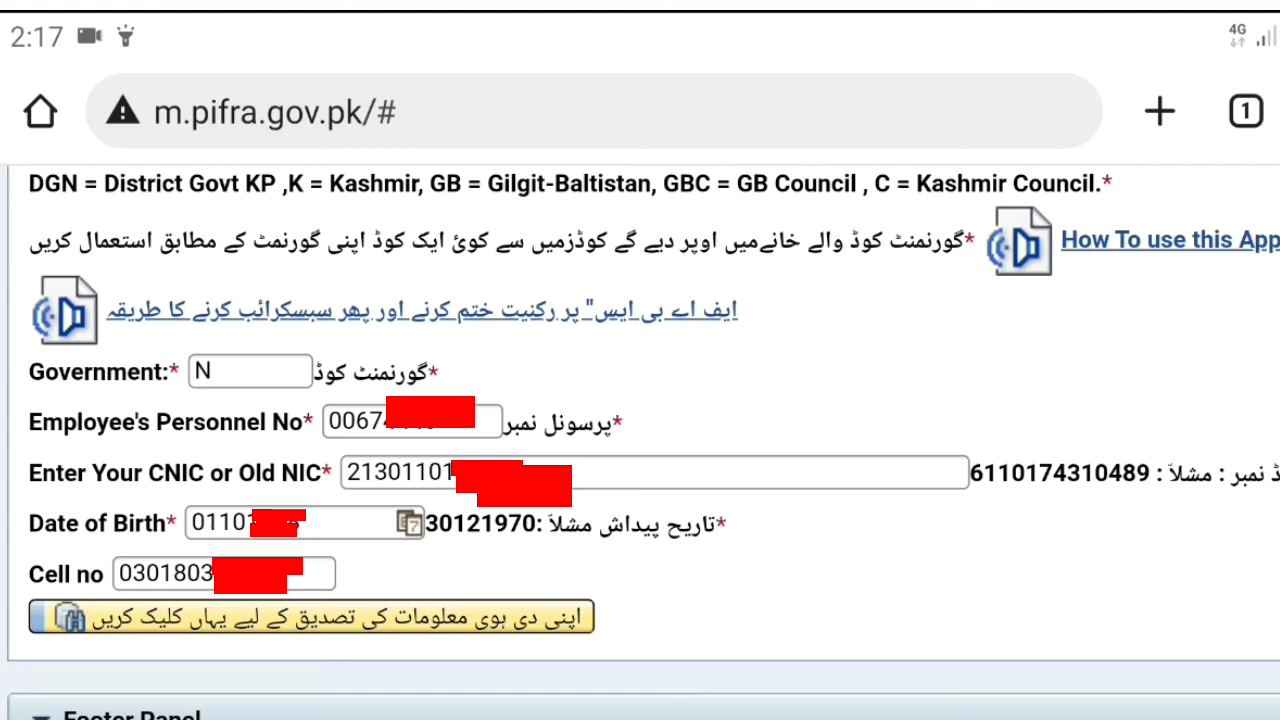 2:17 4G
m.pifra.gov.pk/# 1
DGN = District Govt KP ,K = Kashmir, GB = Gilgit-Baltistan, GBC = GB Council , C = Kashmir Council.*
*گورنمنٹ کوڈ والے خانےمیں اوپر دیے گے کوڈزمیں سے کوئ ایک کوڈ اپنی گورنمٹ کے مطابق استعمال کریں How To use this App
ایف اے بی ایس" پر رکنیت ختم کرنے اور پھر سبسکرائب کرنے کا طریقہ
Government:* N گورنمنٹ کوڈ*
Employee's Personnel No* 0067 پرسونل نمبر*
Enter Your CNIC or Old NIC* 21301101 ڈ نمبر : مشلاً : 6110174310489
Date of Birth* 0110 تاریح پیداش مشلاً :30121970*
Cell no 0301803
اپنی دی ہوی معلومات کی تصدیق کے لیے یہاں کلیک کریں
Footer Panel